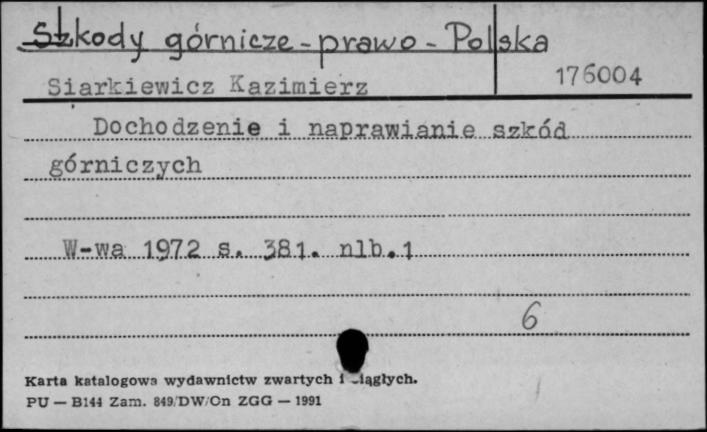 Szkody górnicze - prawo - Polska
Siarkiewicz Kazimierz
176004
Dochodzenie i naprawianie szkód
górniczych
W-wa 1972 s. 381. nlb.1
6
Karta katalogowa wydawnictw zwartych i ciągłych.
PU — B144 Zam. 849/DW/On ZGG — 1991